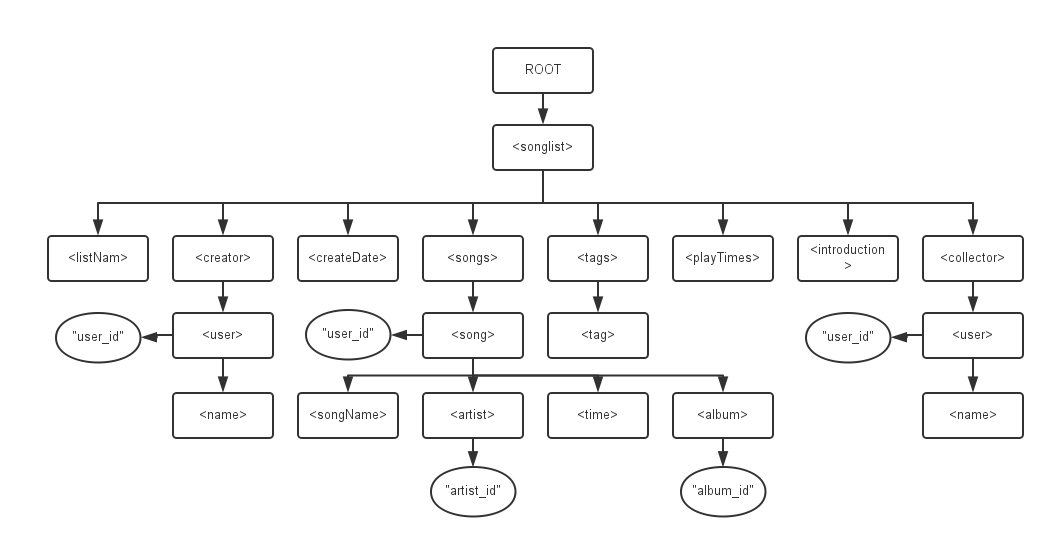 ROOT
<songlist>
<listNam>
<creator>
<createDate>
<songs>
<tags>
<playTimes>
<introduction
>
<collector>
"user_id"
<user>
"user_id"
<song>
<tag>
"user_id"
<user>
<name>
<songName>
<artist>
<time>
<album>
<name>
"artist_id"
"album_id"